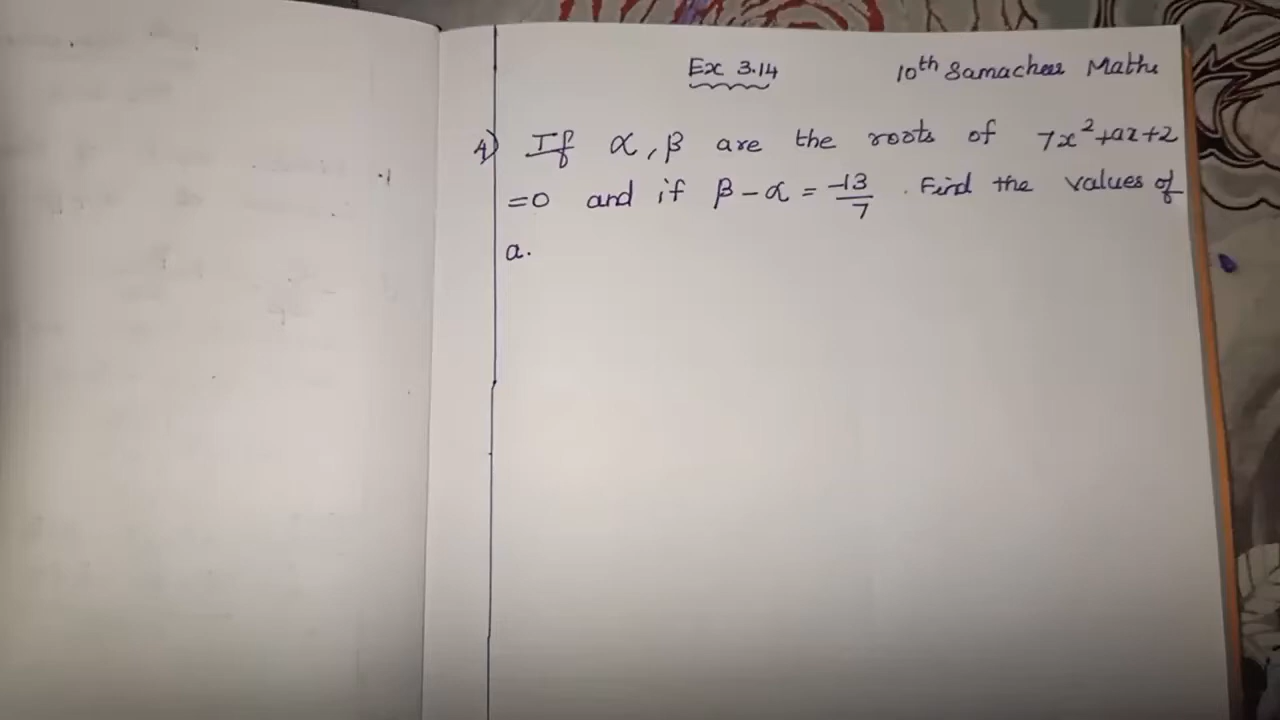 Ex 3.14
10th Samacheer Maths
4) If α, β are the roots of 7x²+ax+2
=0 and if β - α = -13/7 . Find the values of
a.